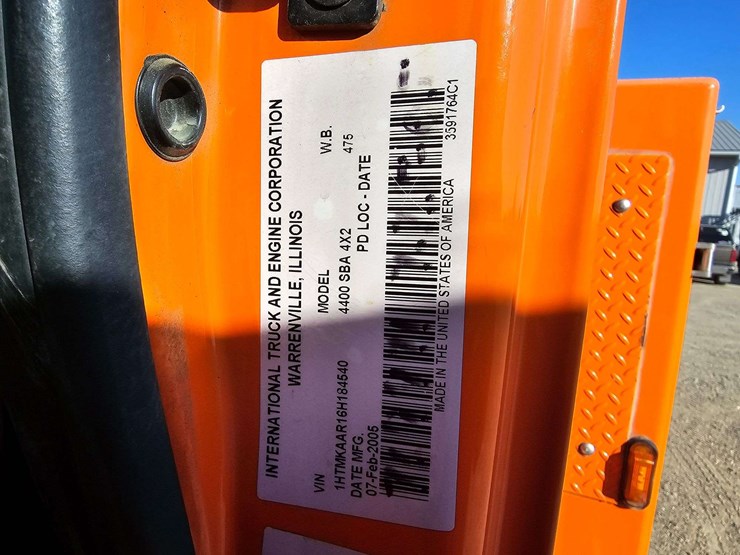 INTERNATIONAL TRUCK AND ENGINE CORPORATION
WARRENVILLE, ILLINOIS
VIN MODEL W.B.
1HTMKAAR16H184540 4400 SBA 4X2 475
DATE MFG. PD LOC - DATE
07-Feb-2005
MADE IN THE UNITED STATES OF AMERICA 3591764C1